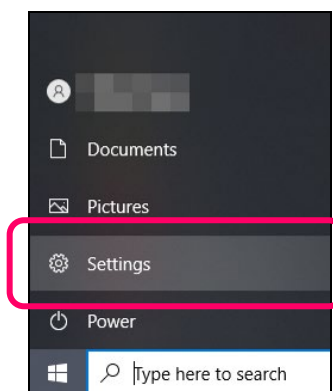 Documents
Pictures
Settings
Power
Type here to search